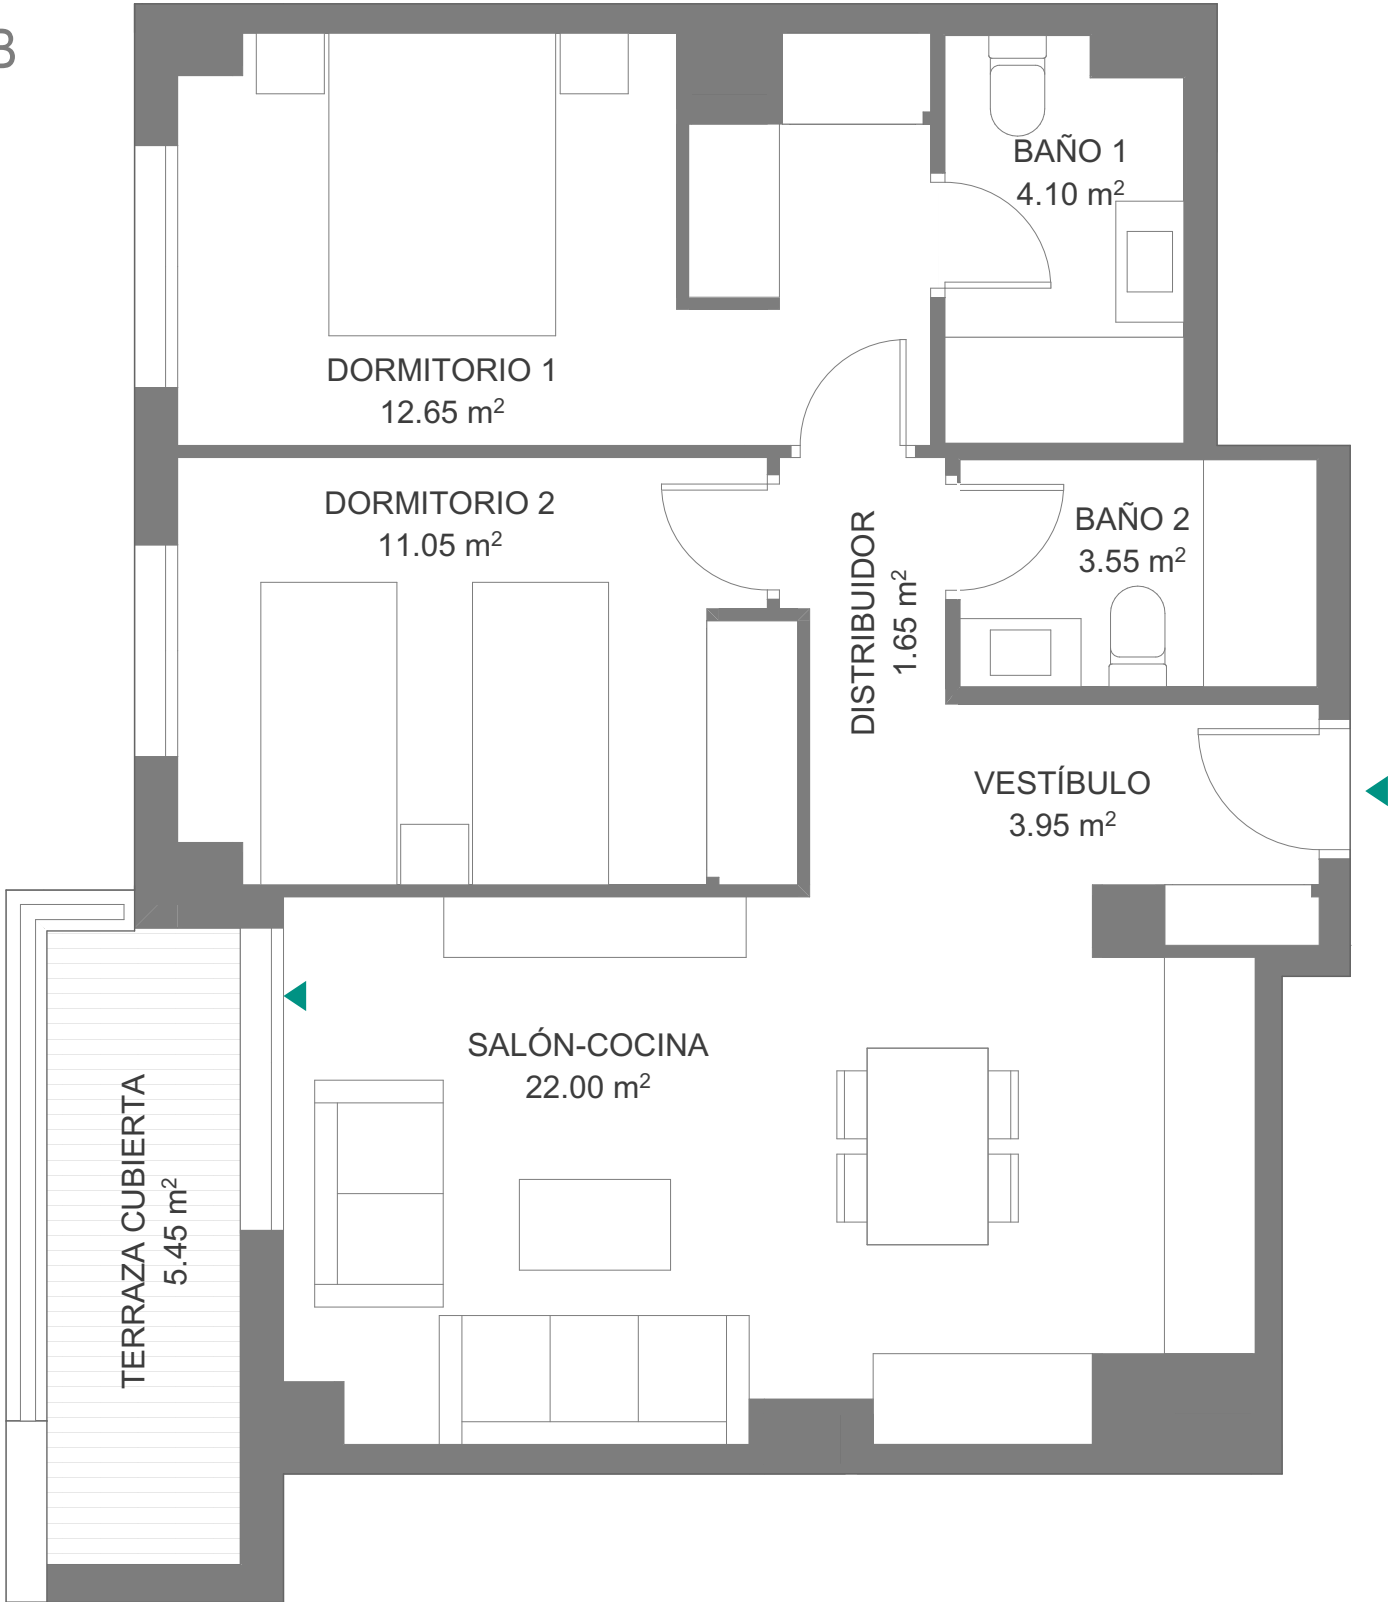 BAÑO 1
4.10 m²
DORMITORIO 1
12.65 m²
DORMITORIO 2
11.05 m²
BAÑO 2
3.55 m²
DISTRIBUIDOR
1.65 m²
VESTÍBULO
3.95 m²
SALÓN-COCINA
22.00 m²
TERRAZA CUBIERTA
5.45 m²